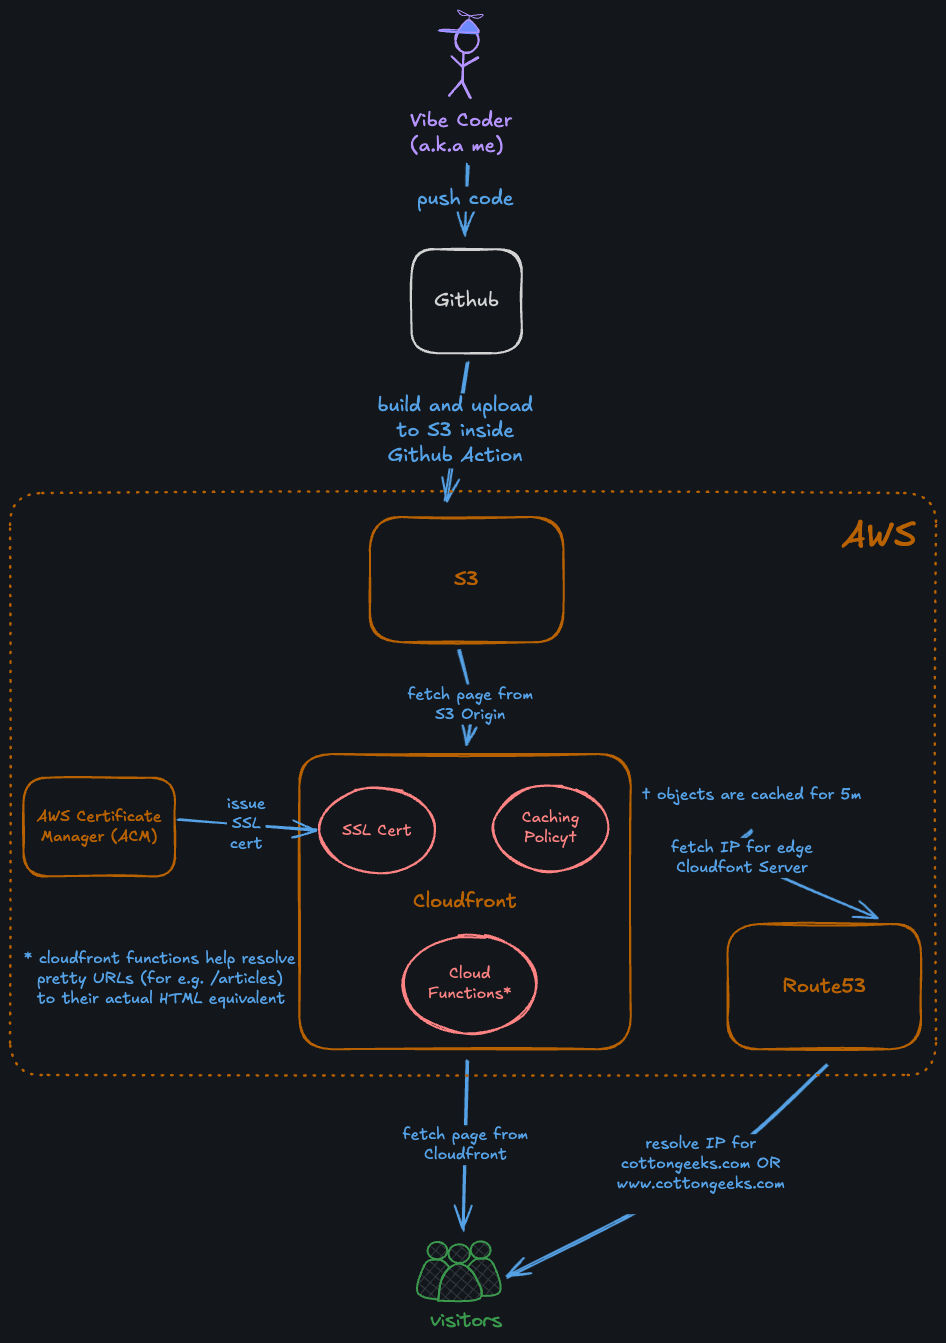 Vibe Coder
(a.k.a me)
push code
Github
build and upload
to S3 inside
Github Action
AWS
S3
fetch page from
S3 Origin
AWS Certificate
Manager (ACM)
issue
SSL
cert
SSL Cert
Caching
Policy†
Cloudfront
Cloud
Functions*
† objects are cached for 5m
fetch IP for edge
Cloudfont Server
Route53
* cloudfront functions help resolve
pretty URLs (for e.g. /articles)
to their actual HTML equivalent
fetch page from
Cloudfront
resolve IP for
cottongeeks.com OR
www.cottongeeks.com
visitors